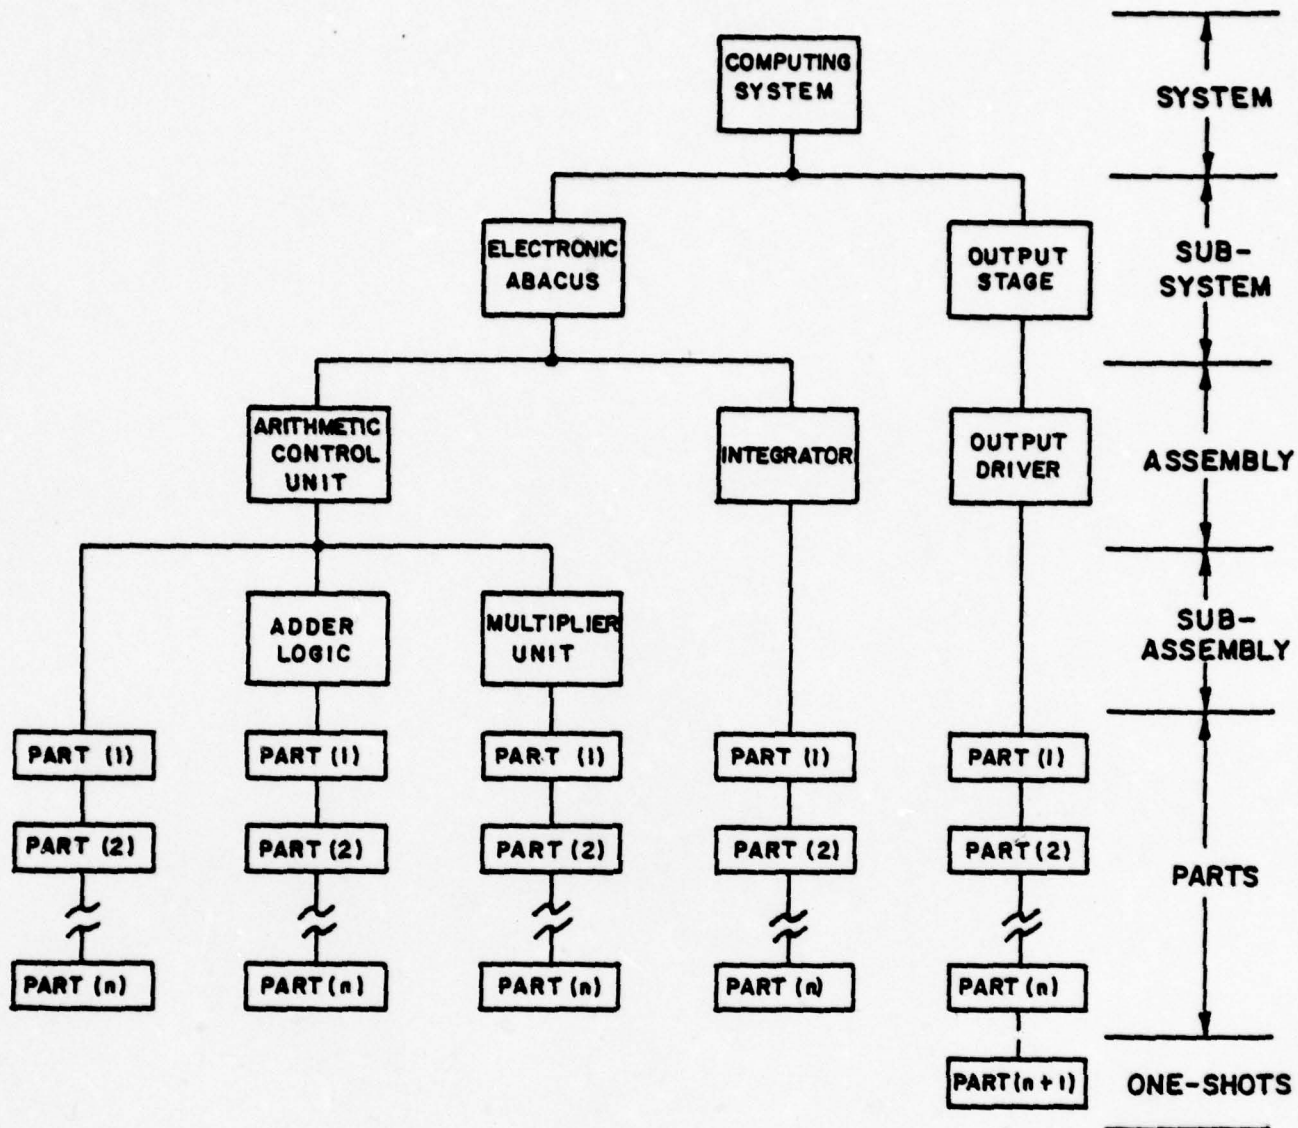 COMPUTING
SYSTEM
SYSTEM
ELECTRONIC
ABACUS
OUTPUT
STAGE
SUB-
SYSTEM
ARITHMETIC
CONTROL
UNIT
INTEGRATOR
OUTPUT
DRIVER
ASSEMBLY
ADDER
LOGIC
MULTIPLIER
UNIT
SUB-
ASSEMBLY
PART (1)
PART (1)
PART (1)
PART (1)
PART (1)
PART (2)
PART (2)
PART (2)
PART (2)
PART (2)
PARTS
PART (n)
PART (n)
PART (n)
PART (n)
PART (n)
PART (n+1)
ONE-SHOTS